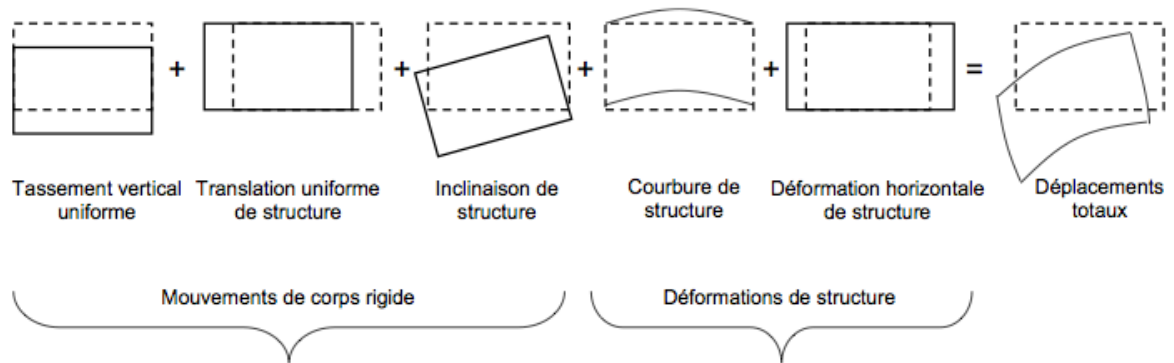 + + + + =
Tassement vertical
uniforme
Translation uniforme
de structure
Inclinaison de
structure
Courbure de
structure
Déformation horizontale
de structure
Déplacements
totaux
Mouvements de corps rigide
Déformations de structure